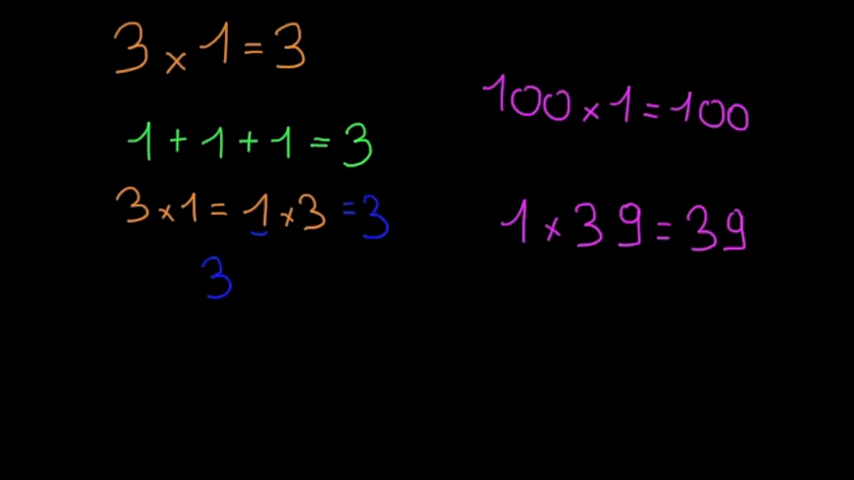 3 × 1 = 3
1 + 1 + 1 = 3
3 × 1 = 1 × 3 = 3
3
100 × 1 = 100
1 × 39 = 39